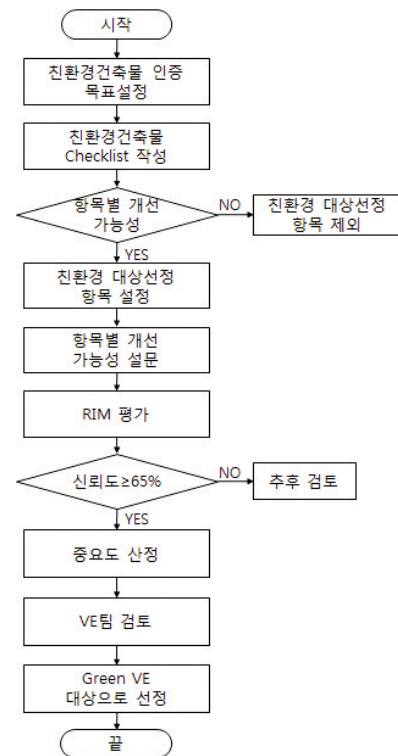 시작
친환경건축물 인증
목표설정
친환경건축물
Checklist 작성
항목별 개선
가능성
NO
친환경 대상선정
항목 제외
YES
친환경 대상선정
항목 설정
항목별 개선
가능성 설문
RIM 평가
신뢰도≥65%
NO
추후 검토
YES
중요도 산정
VE팀 검토
Green VE
대상으로 선정
끝